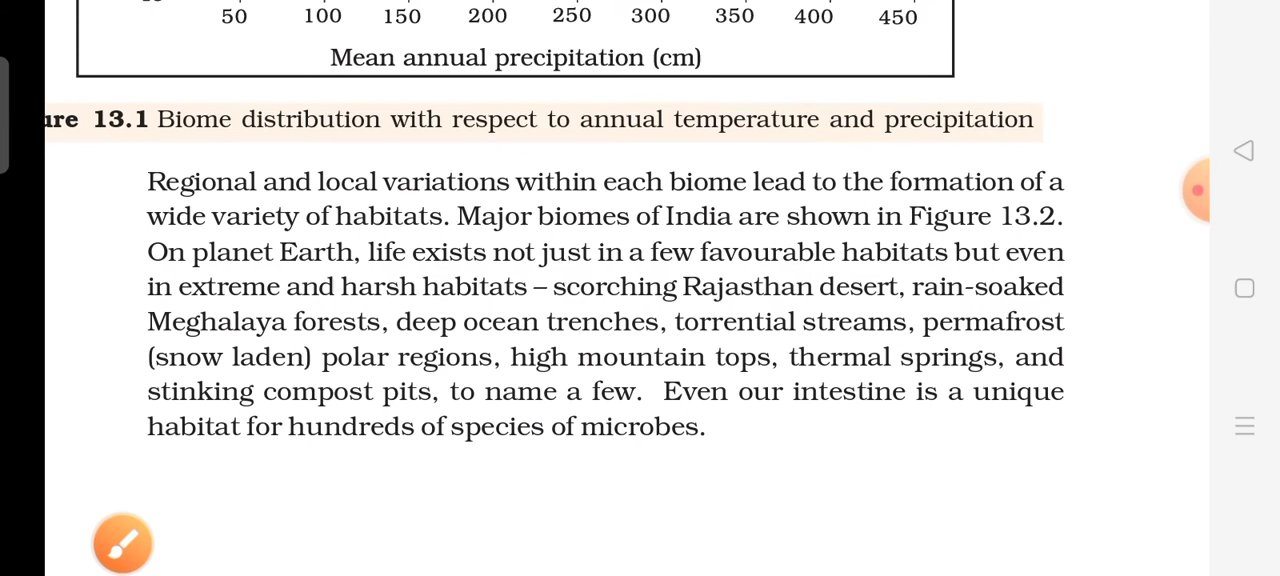 50 100 150 200 250 300 350 400 450
Mean annual precipitation (cm)
13.1 Biome distribution with respect to annual temperature and precipitation
Regional and local variations within each biome lead to the formation of a
wide variety of habitats. Major biomes of India are shown in Figure 13.2.
On planet Earth, life exists not just in a few favourable habitats but even
in extreme and harsh habitats – scorching Rajasthan desert, rain-soaked
Meghalaya forests, deep ocean trenches, torrential streams, permafrost
(snow laden) polar regions, high mountain tops, thermal springs, and
stinking compost pits, to name a few. Even our intestine is a unique
habitat for hundreds of species of microbes.